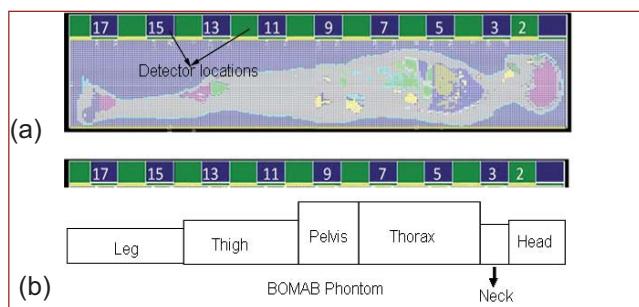 17 15 13 11 9 7 5 3 2
Detector locations
(a)
17 15 13 11 9 7 5 3 2
Leg Thigh Pelvis Thorax Head
(b)
BOMAB Phontom
Neck